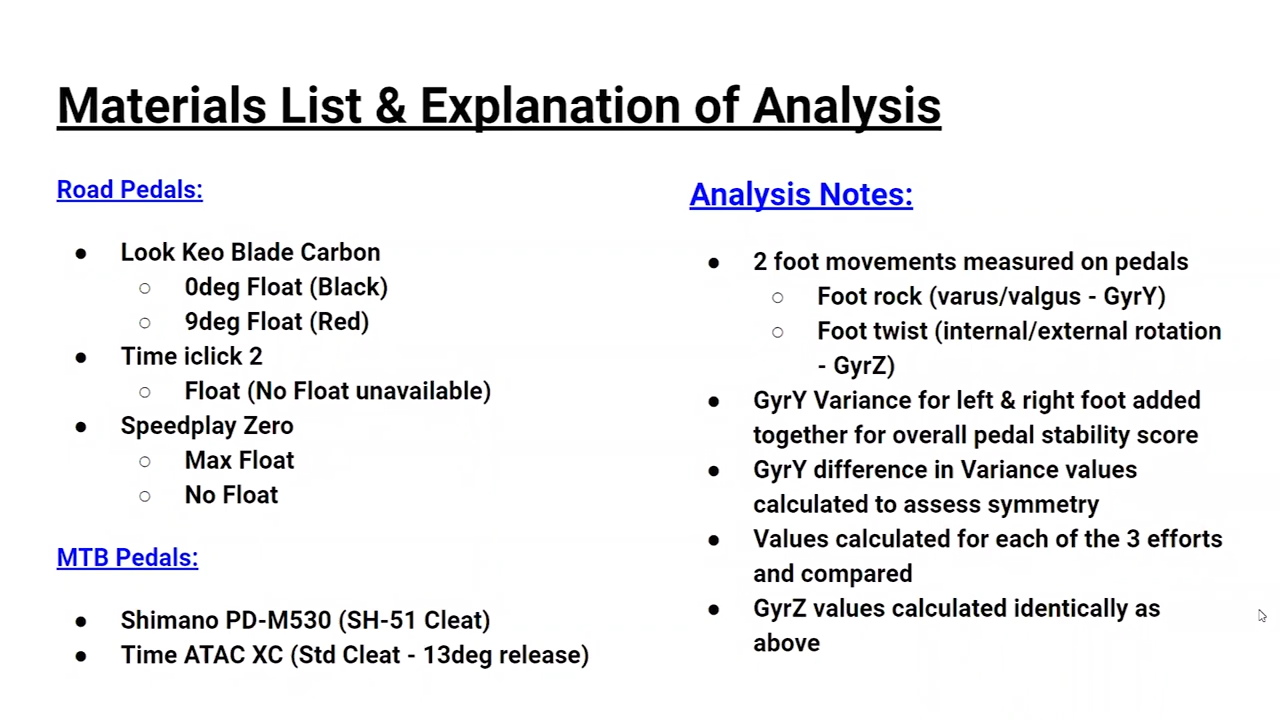 Materials List & Explanation of Analysis
Road Pedals:
● Look Keo Blade Carbon
○ 0deg Float (Black)
○ 9deg Float (Red)
● Time iclick 2
○ Float (No Float unavailable)
● Speedplay Zero
○ Max Float
○ No Float
MTB Pedals:
● Shimano PD-M530 (SH-51 Cleat)
● Time ATAC XC (Std Cleat - 13deg release)
Analysis Notes:
● 2 foot movements measured on pedals
○ Foot rock (varus/valgus - GyrY)
○ Foot twist (internal/external rotation
- GyrZ)
● GyrY Variance for left & right foot added
together for overall pedal stability score
● GyrY difference in Variance values
calculated to assess symmetry
● Values calculated for each of the 3 efforts
and compared
● GyrZ values calculated identically as
above